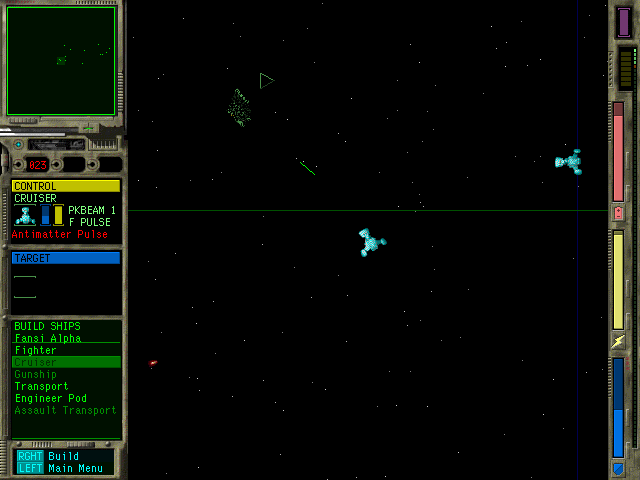 023
CONTROL
CRUISER
PKBEAM 1
F PULSE
Antimatter Pulse
TARGET
BUILD SHIPS
Fansi Alpha
Fighter
Cruiser
Gunship
Transport
Engineer Pod
Assault Transport
RGHT Build
LEFT Main Menu